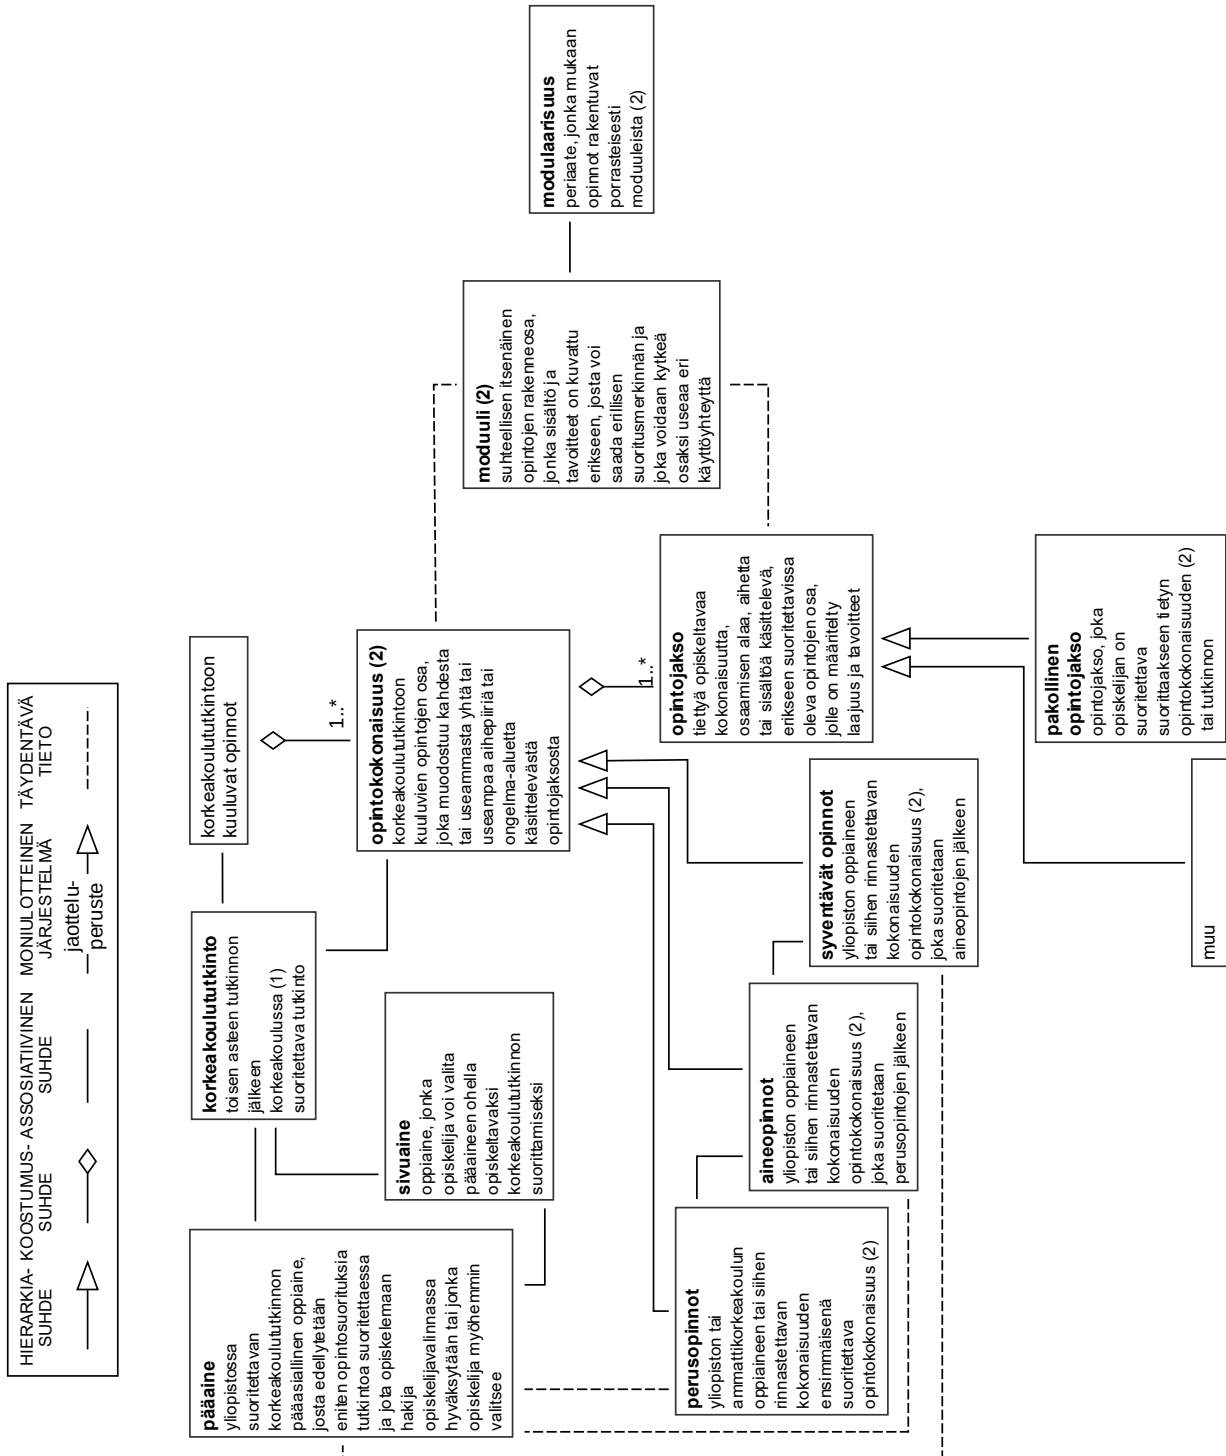 HIERARKIA-
SUHDE
KOOSTUMUS-
SUHDE
ASSOSIATIIVINEN
SUHDE
MONIULOTTEINEN
JÄRJESTELMÄ
TÄYDENTÄVÄ
TIETO
jaottelu-
peruste
pääaine
yliopistossa
suoritettavan
korkeakoulututkinnon
pääasiallinen oppiaine,
josta edellytetään
eniten opintosuorituksia
tutkintoa suoritettaessa
ja jota opiskelemaan
hakija
opiskelijavalinnassa
hyväksytään tai jonka
opiskelija myöhemmin
valitsee
korkeakoulututkinto
toisen asteen tutkinnon
jälkeen
korkeakoulussa (1)
suoritettava tutkinto
korkeakoulututkintoon
kuuluvat opinnot
1..*
sivuaine
oppiaine, jonka
opiskelija voi valita
pääaineen ohella
opiskeltavaksi
korkeakoulututkinnon
suorittamiseksi
opintokokonaisuus (2)
korkeakoulututkintoon
kuuluvien opintojen osa,
joka muodostuu kahdesta
tai useammasta yhtä tai
useampaa aihepiiriä tai
ongelma-aluetta
käsittelevästä
opintojaksosta
moduuli (2)
suhteellisen itsenäinen
opintojen rakenneosa,
jonka sisältö ja
tavoitteet on kuvattu
erikseen, josta voi
saada erillisen
suoritusmerkinnän ja
joka voidaan kytkeä
osaksi useaa eri
käyttöyhteyttä
modulaarisuus
periaate, jonka mukaan
opinnot rakentuvat
porrasteisesti
moduuleista (2)
1..*
perusopinnot
yliopiston tai
ammattikorkeakoulun
oppiaineen tai siihen
rinnastettavan
kokonaisuuden
ensimmäisenä
suoritettava
opintokokonaisuus (2)
aineopinnot
yliopiston oppiaineen
tai siihen rinnastettavan
kokonaisuuden
opintokokonaisuus (2),
joka suoritetaan
perusopintojen jälkeen
syventävät opinnot
yliopiston oppiaineen
tai siihen rinnastettavan
kokonaisuuden
opintokokonaisuus (2),
joka suoritetaan
aineopintojen jälkeen
opintojakso
tiettyä opiskeltavaa
kokonaisuutta,
osaamisen alaa, aihetta
tai sisältöä käsittelevä,
erikseen suoritettavissa
oleva opintojen osa,
jolle on määritelty
laajuus ja tavoitteet
pakollinen
opintojakso
opintojakso, joka
opiskelijan on
suoritettava
suorittaakseen tietyn
opintokokonaisuuden (2)
tai tutkinnon
muu